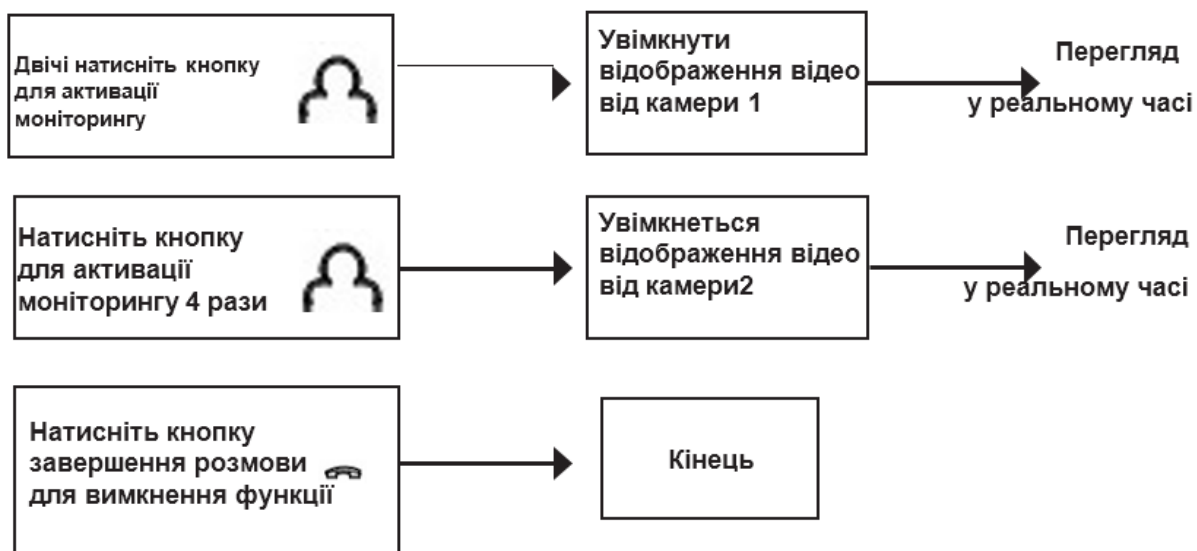 Двічі натисніть кнопку
для активації
моніторингу
Увімкнути
відображення відео
від камери 1
Перегляд
у реальному часі
Натисніть кнопку
для активації
моніторингу 4 рази
Увімкнеться
відображення відео
від камери2
Перегляд
у реальному часі
Натисніть кнопку
завершення розмови
для вимкнення функції
Кінець